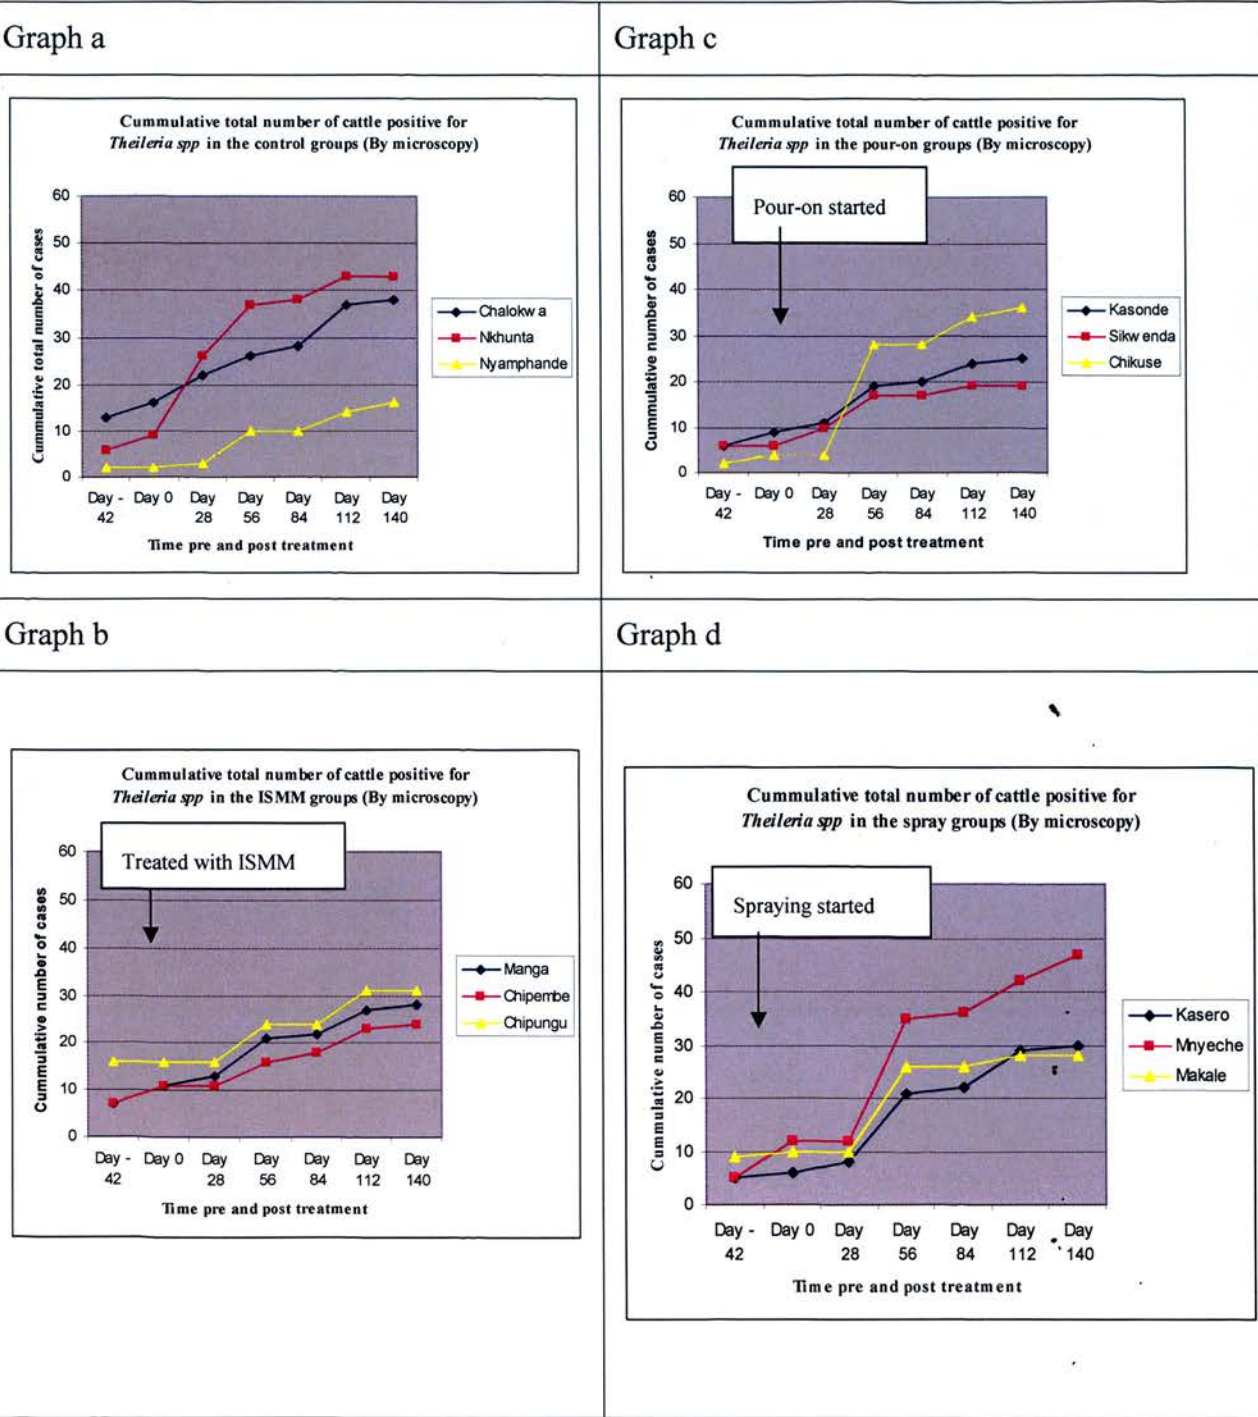 Graph a
Cummulative total number of cattle positive for
Theileria spp in the control groups (By microscopy)
Cummulative total number of cases
60
50
40
30
20
10
0
Day - Day 0 Day Day Day Day Day
42 28 56 84 112 140
Time pre and post treatment
Chalokwa
Nkhunta
Nyamphande
Graph c
Cummulative total number of cattle positive for
Theileria spp in the pour-on groups (By microscopy)
Pour-on started
Cummulative number of cases
60
50
40
30
20
10
0
Day - Day 0 Day Day Day Day Day
42 28 56 84 112 140
Time pre and post treatment
Kasonde
Sikwenda
Chikuse
Graph b
Cummulative total number of cattle positive for
Theileria spp in the ISMM groups (By microscopy)
Treated with ISMM
Cummulative number of cases
60
50
40
30
20
10
0
Day - Day 0 Day Day Day Day Day
42 28 56 84 112 140
Time pre and post treatment
Manga
Chipembe
Chipungu
Graph d
Cummulative total number of cattle positive for
Theileria spp in the spray groups (By microscopy)
Spraying started
Cummulative number of cases
60
50
40
30
20
10
0
Day - Day 0 Day Day Day Day Day
42 28 56 84 112 140
Time pre and post treatment
Kasero
Mnyeche
Makale